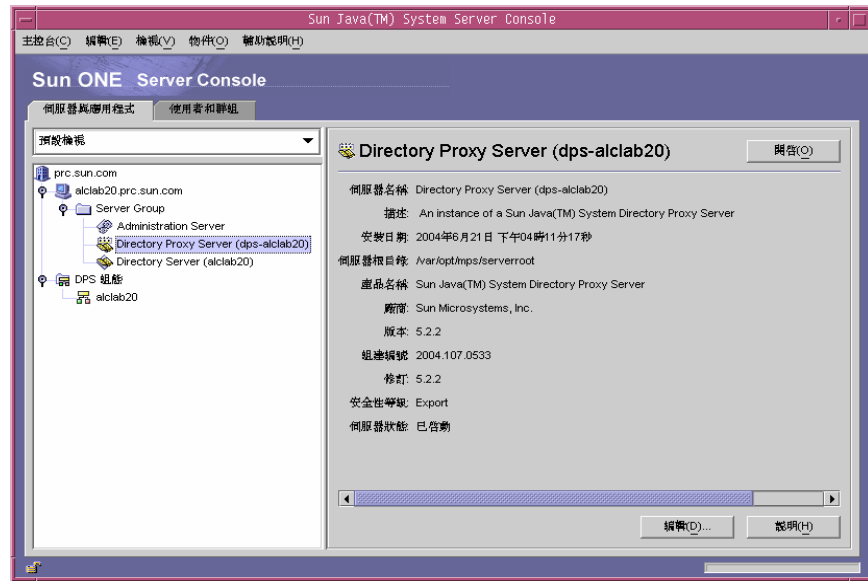 Sun Java(TM) System Server Console
主控台(C) 編輯(E) 檢視(V) 物件(O) 輔助說明(H)
Sun ONE Server Console
伺服器與應用程式 使用者和群組
預設檢視
prc.sun.com
alclab20.prc.sun.com
Server Group
Administration Server
Directory Proxy Server (dps-alclab20)
Directory Server (alclab20)
DPS 組態
alclab20
Directory Proxy Server (dps-alclab20)
開啓(O)
伺服器名稱: Directory Proxy Server (dps-alclab20)
描述: An instance of a Sun Java(TM) System Directory Proxy Server
安裝日期: 2004年6月21日 下午04時11分17秒
伺服器根目錄: /var/opt/mps/serverroot
產品名稱: Sun Java(TM) System Directory Proxy Server
廠商: Sun Microsystems, Inc.
版本: 5.2.2
組建編號: 2004.107.0533
修訂: 5.2.2
安全性等級: Export
伺服器狀態: 已啓動
編輯(D)... 說明(H)